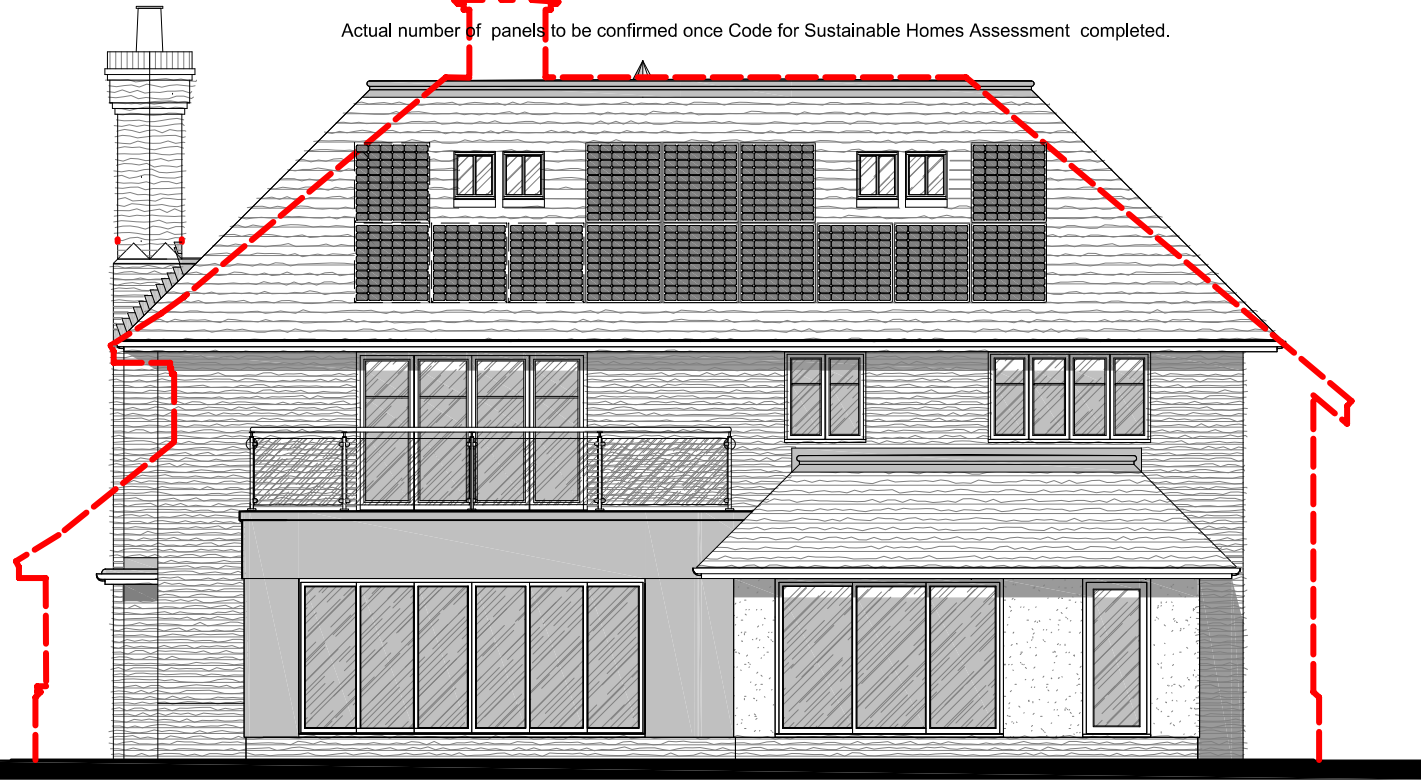 Actual number of panels to be confirmed once Code for Sustainable Homes Assessment completed.